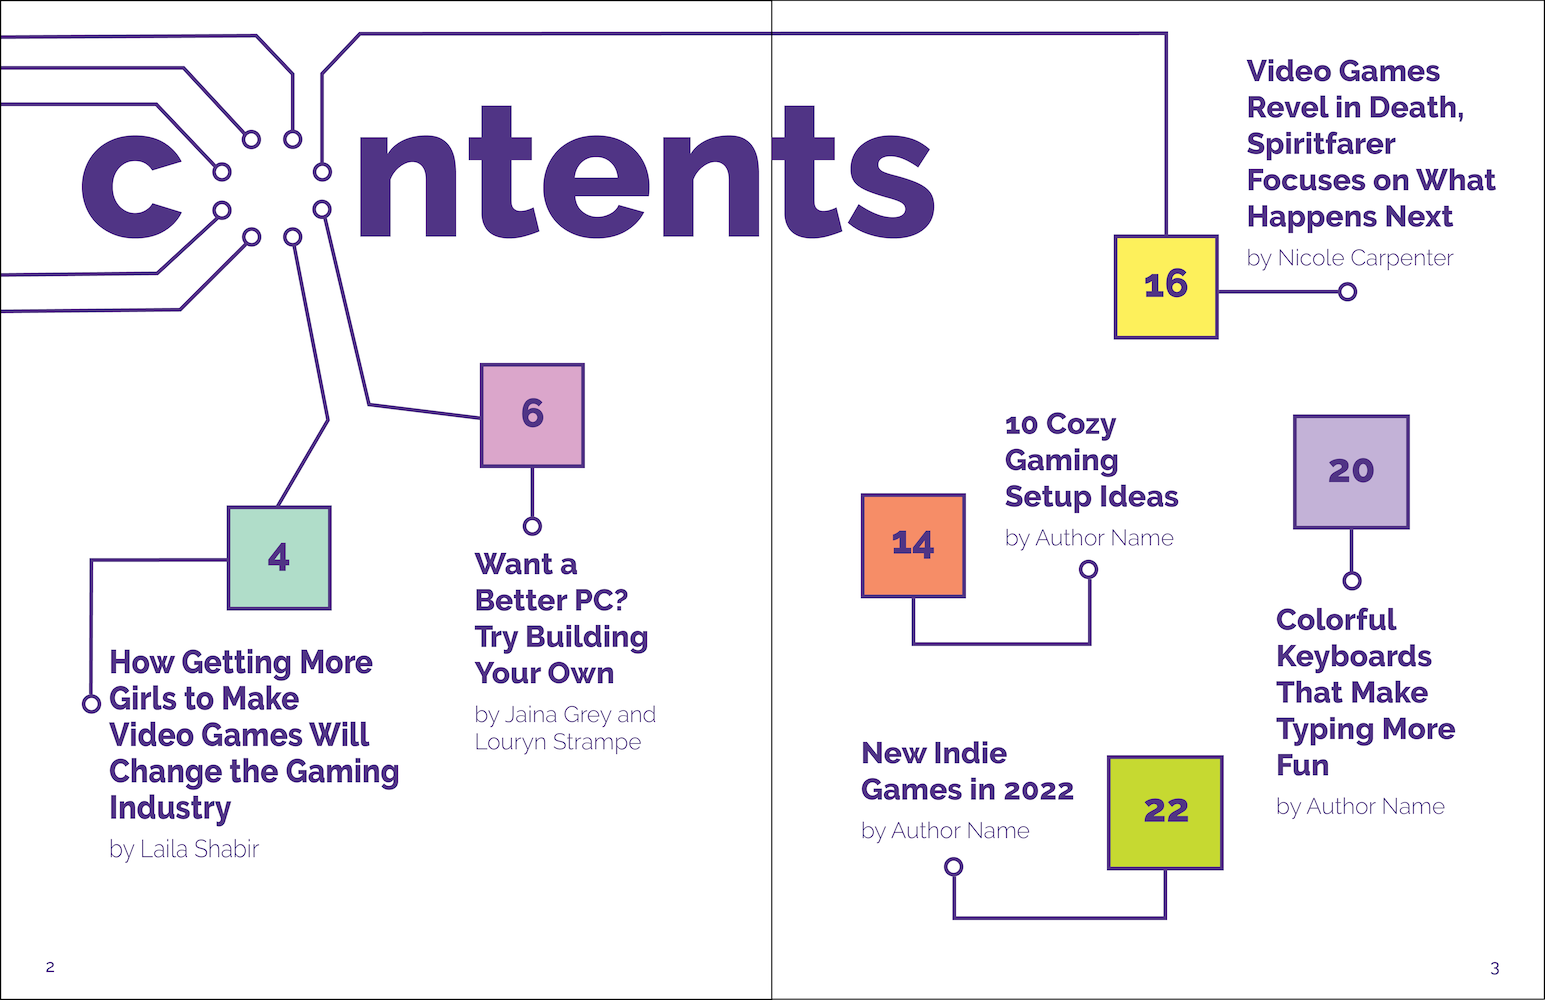 c ntents
4
How Getting More
Girls to Make
Video Games Will
Change the Gaming
Industry
by Laila Shabir
6
Want a
Better PC?
Try Building
Your Own
by Jaina Grey and
Louryn Strampe
2
16
Video Games
Revel in Death,
Spiritfarer
Focuses on What
Happens Next
by Nicole Carpenter
14
10 Cozy
Gaming
Setup Ideas
by Author Name
20
Colorful
Keyboards
That Make
Typing More
Fun
by Author Name
22
New Indie
Games in 2022
by Author Name
3